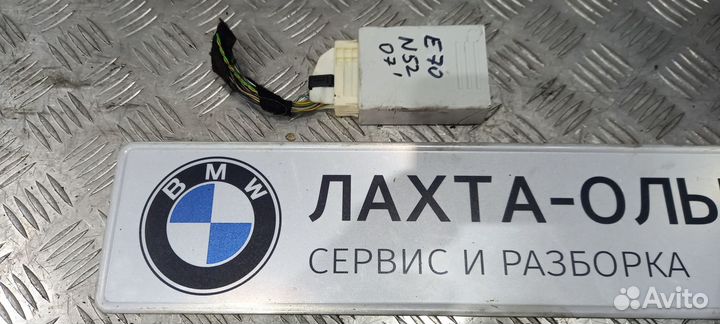 E70
N52,
07
BMW
ЛАХТА-ОЛЬ
СЕРВИС И РАЗБОРКА
Avito